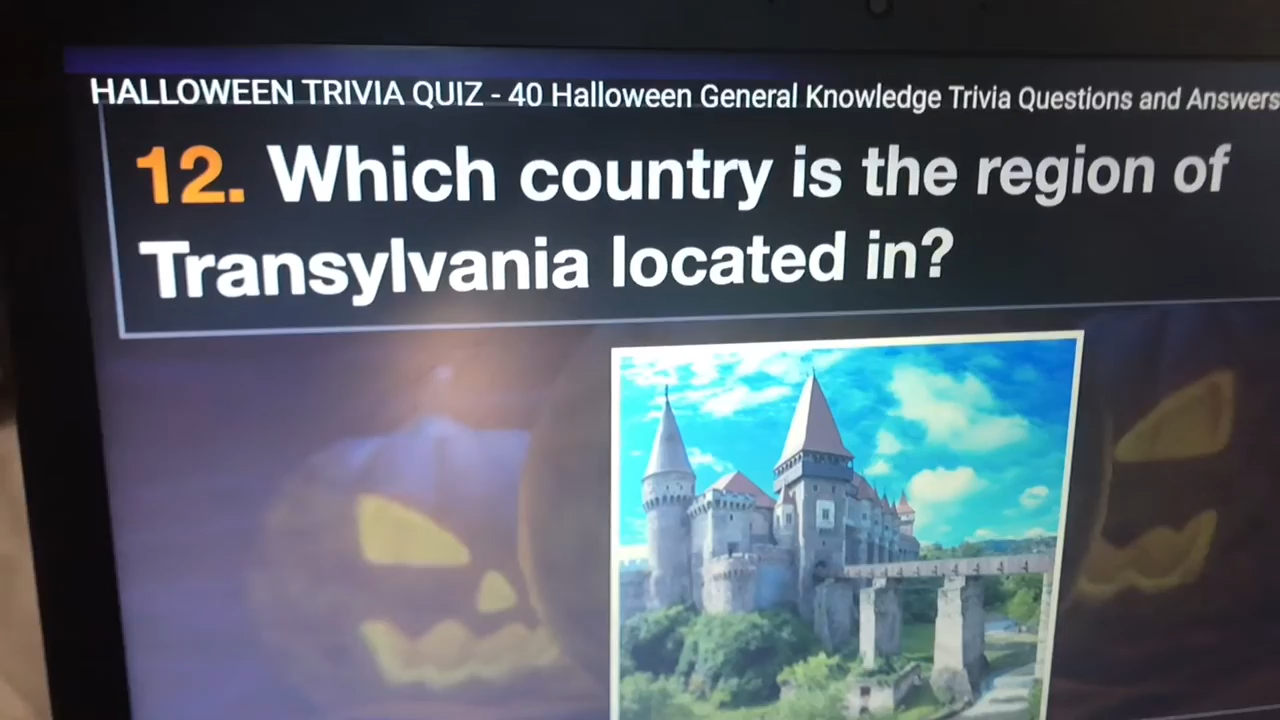 HALLOWEEN TRIVIA QUIZ - 40 Halloween General Knowledge Trivia Questions and Answers
12. Which country is the region of
Transylvania located in?